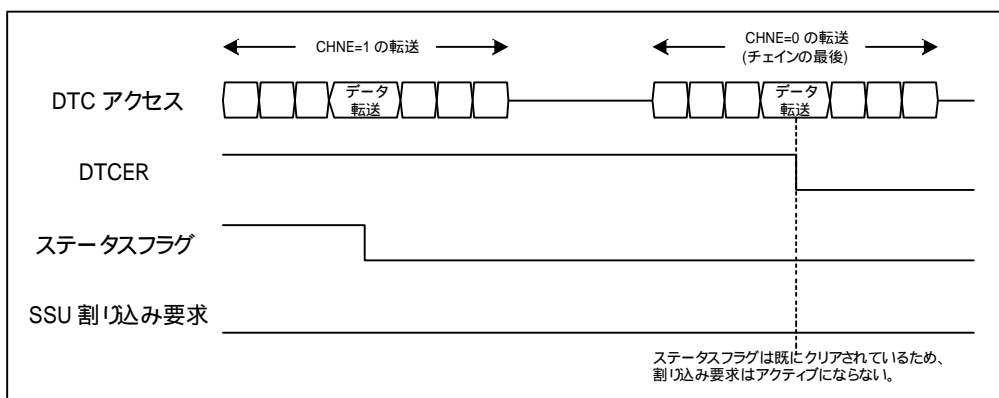 CHNE=1 の転送
CHNE=0 の転送
(チェインの最後)
DTC アクセス
データ
転送
データ
転送
DTCER
ステータスフラグ
SSU 割り込み要求
ステータスフラグは既にクリアされているため、
割り込み要求はアクティブにならない。